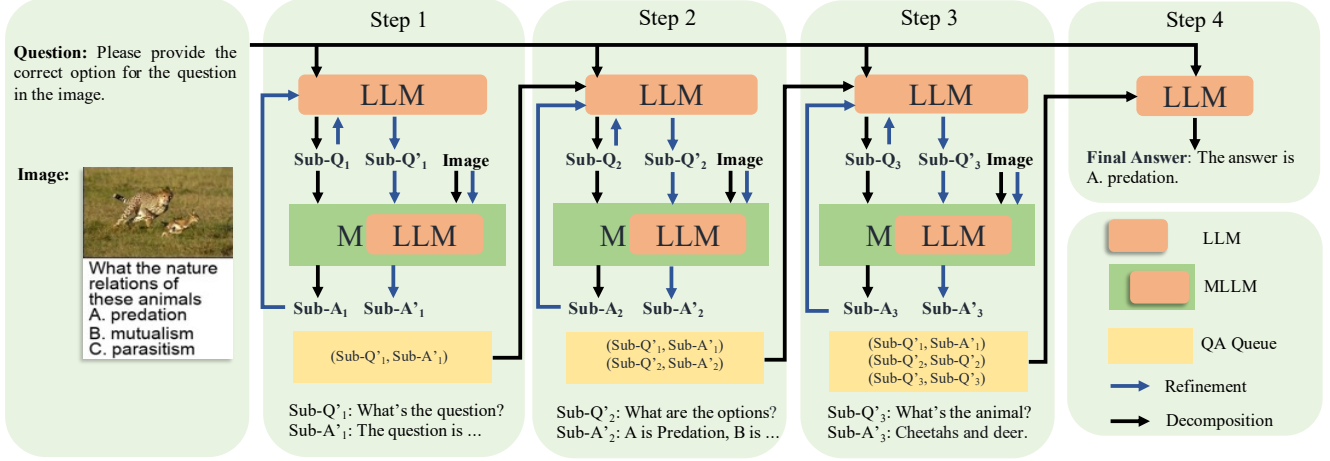 Question: Please provide the
correct option for the question
in the image.
Image:
What the nature
relations of
these animals
A. predation
B. mutualism
C. parasitism
Step 1
LLM
Sub-Q₁ Sub-Q'₁ Image
M LLM
Sub-A₁ Sub-A'₁
(Sub-Q'₁, Sub-A'₁)
Sub-Q'₁: What's the question?
Sub-A'₁: The question is ...
Step 2
LLM
Sub-Q₂ Sub-Q'₂ Image
M LLM
Sub-A₂ Sub-A'₂
(Sub-Q'₁, Sub-A'₁)
(Sub-Q'₂, Sub-A'₂)
Sub-Q'₂: What are the options?
Sub-A'₂: A is Predation, B is ...
Step 3
LLM
Sub-Q₃ Sub-Q'₃ Image
M LLM
Sub-A₃ Sub-A'₃
(Sub-Q'₁, Sub-A'₁)
(Sub-Q'₂, Sub-Q'₂)
(Sub-Q'₃, Sub-Q'₃)
Sub-Q'₃: What's the animal?
Sub-A'₃: Cheetahs and deer.
Step 4
LLM
Final Answer: The answer is
A. predation.
LLM
MLLM
QA Queue
Refinement
Decomposition